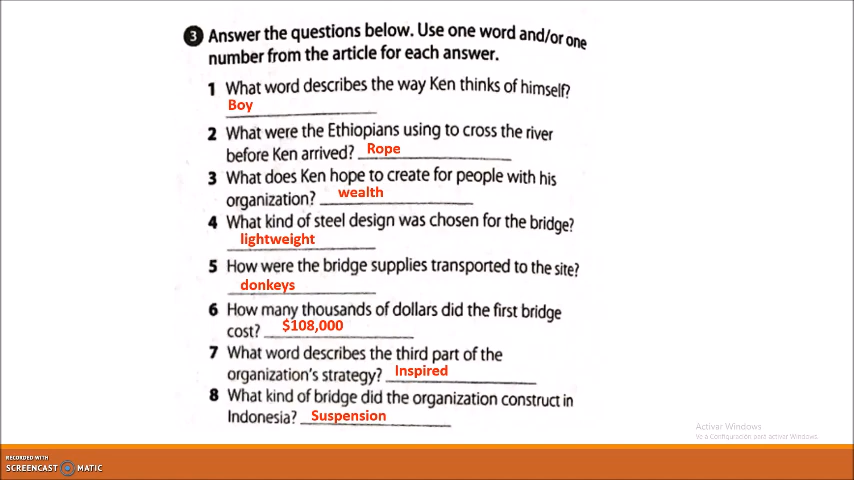 3 Answer the questions below. Use one word and/or one
number from the article for each answer.
1 What word describes the way Ken thinks of himself?
Boy
2 What were the Ethiopians using to cross the river
before Ken arrived? Rope
3 What does Ken hope to create for people with his
organization? wealth
4 What kind of steel design was chosen for the bridge?
lightweight
5 How were the bridge supplies transported to the site?
donkeys
6 How many thousands of dollars did the first bridge
cost? $108,000
7 What word describes the third part of the
organization's strategy? Inspired
8 What kind of bridge did the organization construct in
Indonesia? Suspension
Activar Windows
Ve a Configuración para activar Windows.
RECORDED WITH
SCREENCAST MATIC